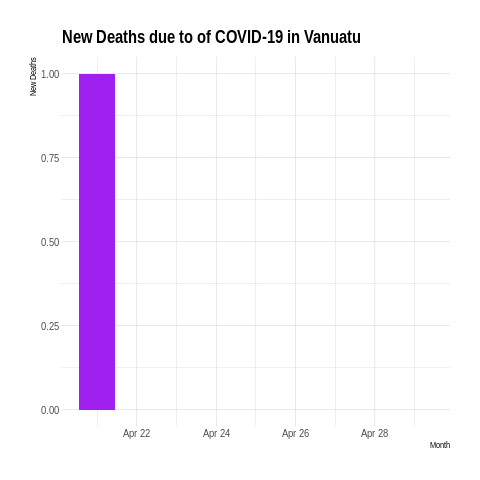 New Deaths due to of COVID-19 in Vanuatu
New Deaths
1.00
0.75
0.50
0.25
0.00
Apr 22 Apr 24 Apr 26 Apr 28
Month